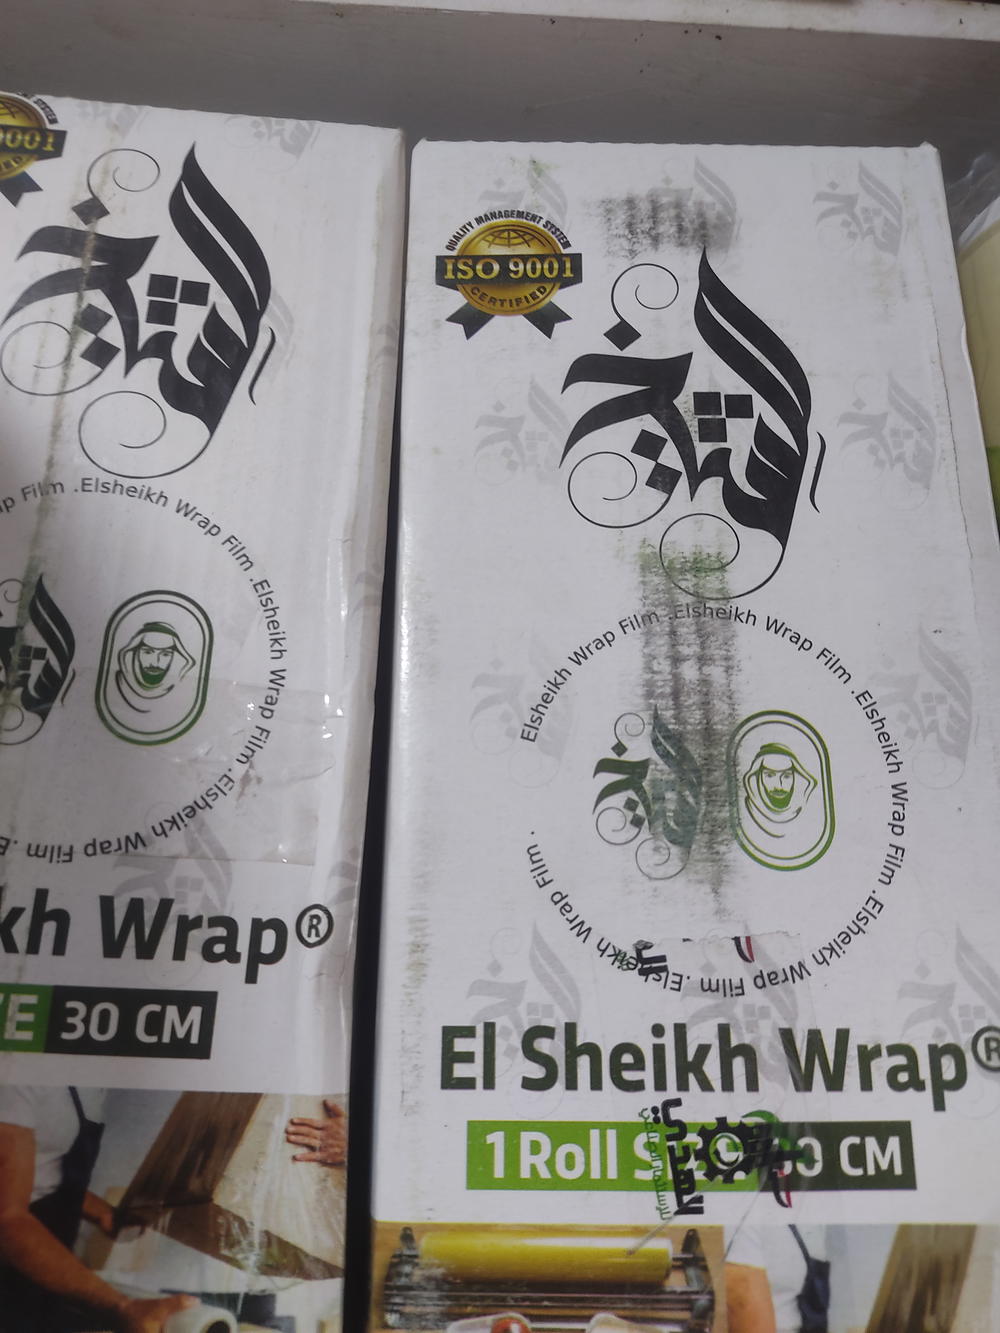 9001
الشيخ
Elsheikh Wrap Film .Elsheikh Wrap Film .Elsheikh Wrap Film
kh Wrap®
30 CM
QUALITY MANAGEMENT SYSTEM
ISO 9001
CERTIFIED
الشيخ
Elsheikh Wrap Film .Elsheikh Wrap Film .Elsheikh Wrap Film .Elsheikh Wrap Film .
الشيخ
El Sheikh Wrap®
1 Roll CM